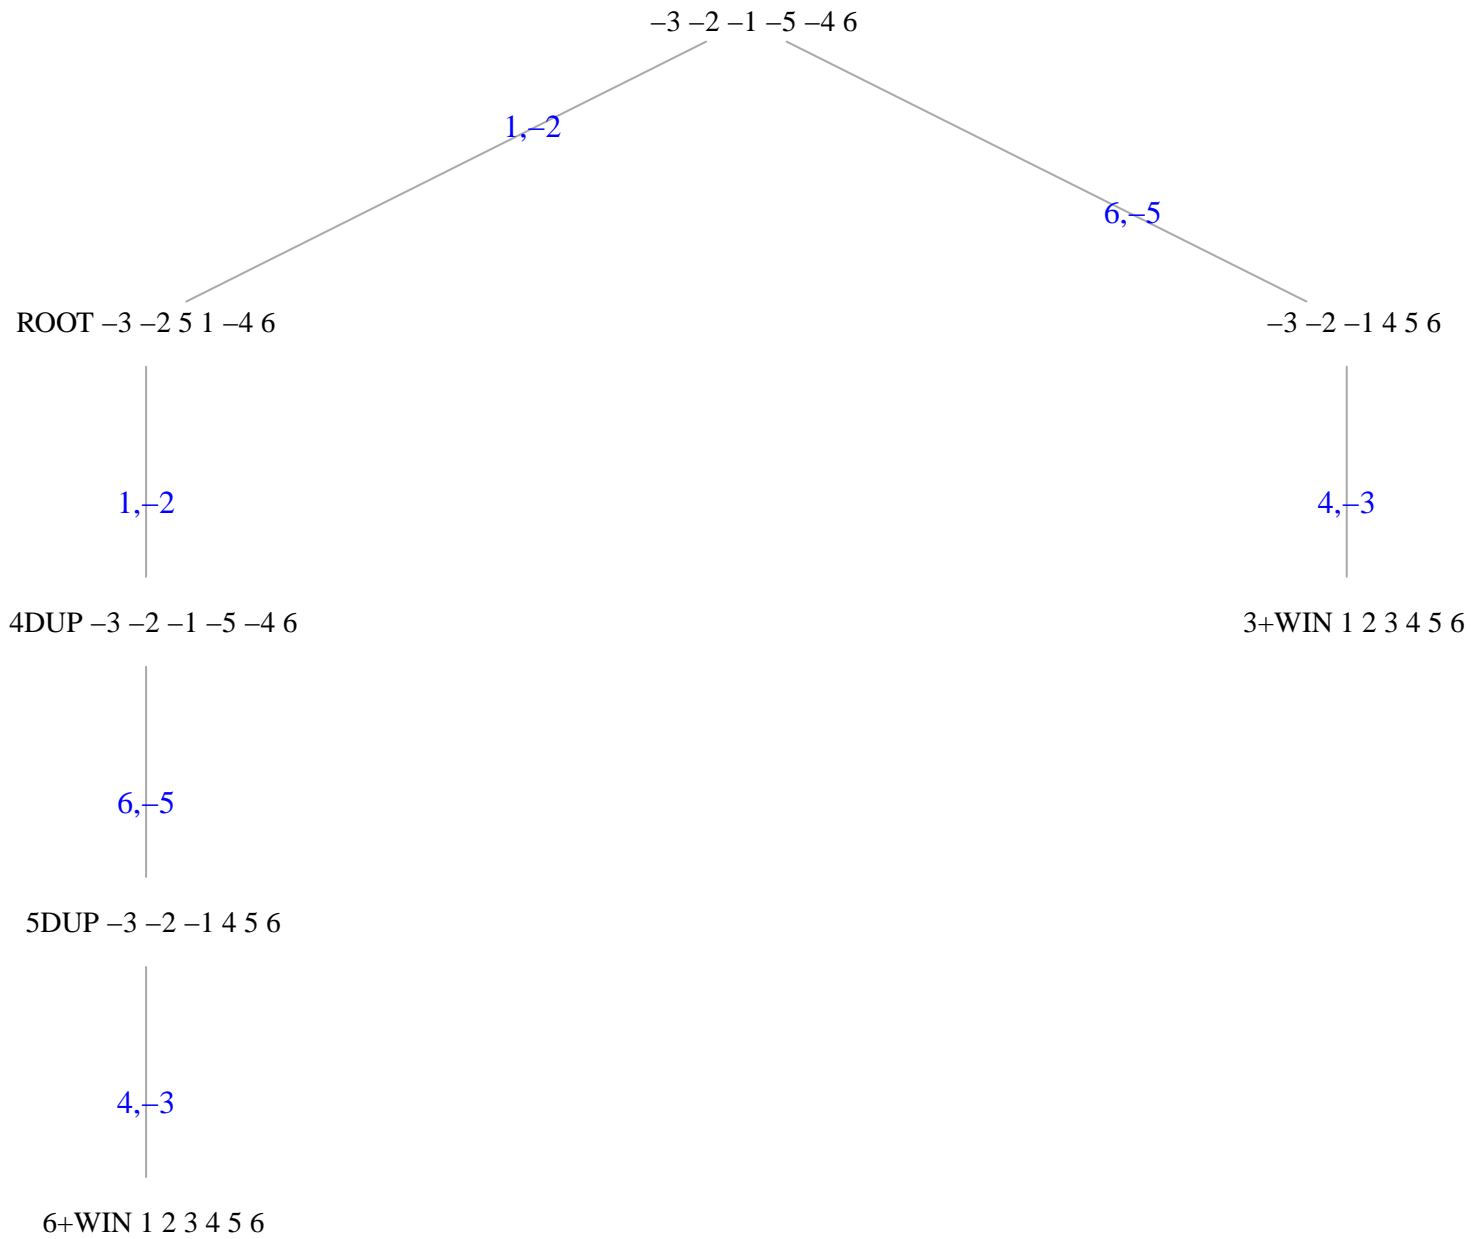 –3 –2 –1 –5 –4 6
1,–2
6,–5
ROOT –3 –2 5 1 –4 6
–3 –2 –1 4 5 6
1,–2
4,–3
4DUP –3 –2 –1 –5 –4 6
3+WIN 1 2 3 4 5 6
6,–5
5DUP –3 –2 –1 4 5 6
4,–3
6+WIN 1 2 3 4 5 6